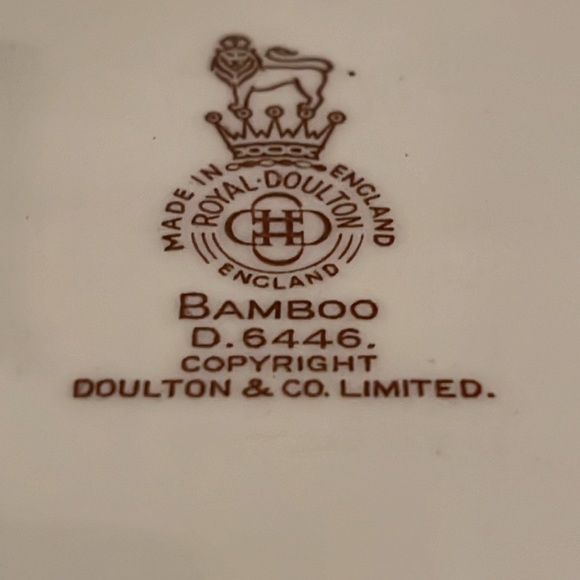 MADE IN ENGLAND
ROYAL·DOULTON
ENGLAND
BAMBOO
D.6446.
COPYRIGHT
DOULTON & CO. LIMITED.